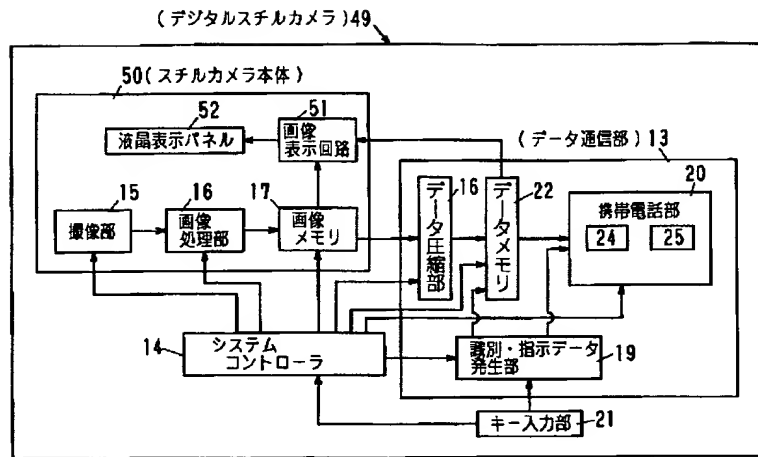 (デジタルスチルカメラ)49
50(スチルカメラ本体)
52
51
液晶表示パネル
画像
表示回路
(データ通信部)13
15
16
17
16
22
20
撮像部
画像
処理部
画像
メモリ
データ圧縮部
データメモリ
携帯電話部
24
25
14
システム
コントローラ
識別・指示データ
発生部
19
キー入力部
21